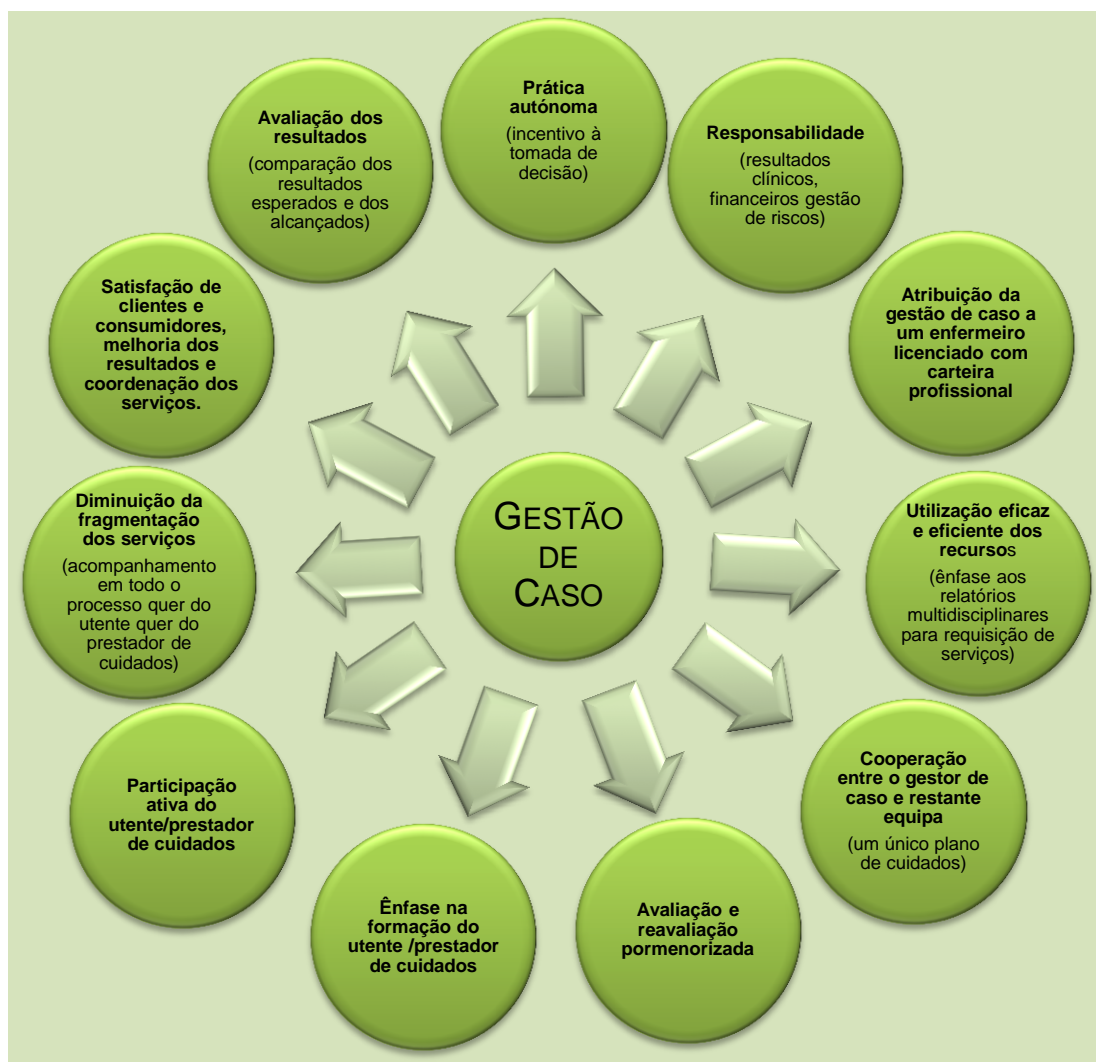 Prática
autónoma
(incentivo à
tomada de
decisão)
Responsabilidade
(resultados
clínicos,
financeiros gestão
de riscos)
Atribuição da
gestão de caso a
um enfermeiro
licenciado com
carteira
profissional
Utilização eficaz
e eficiente dos
recursos
(ênfase aos
relatórios
multidisciplinares
para requisição de
serviços)
Cooperação
entre o gestor de
caso e restante
equipa
(um único plano
de cuidados)
Avaliação e
reavaliação
pormenorizada
Ênfase na
formação do
utente /prestador
de cuidados
Participação
ativa do
utente/prestador
de cuidados
Diminuição da
fragmentação
dos serviços
(acompanhamento
em todo o
processo quer do
utente quer do
prestador de
cuidados)
Satisfação de
clientes e
consumidores,
melhoria dos
resultados e
coordenação dos
serviços.
Avaliação dos
resultados
(comparação dos
resultados
esperados e dos
alcançados)
GESTÃO
DE
CASO